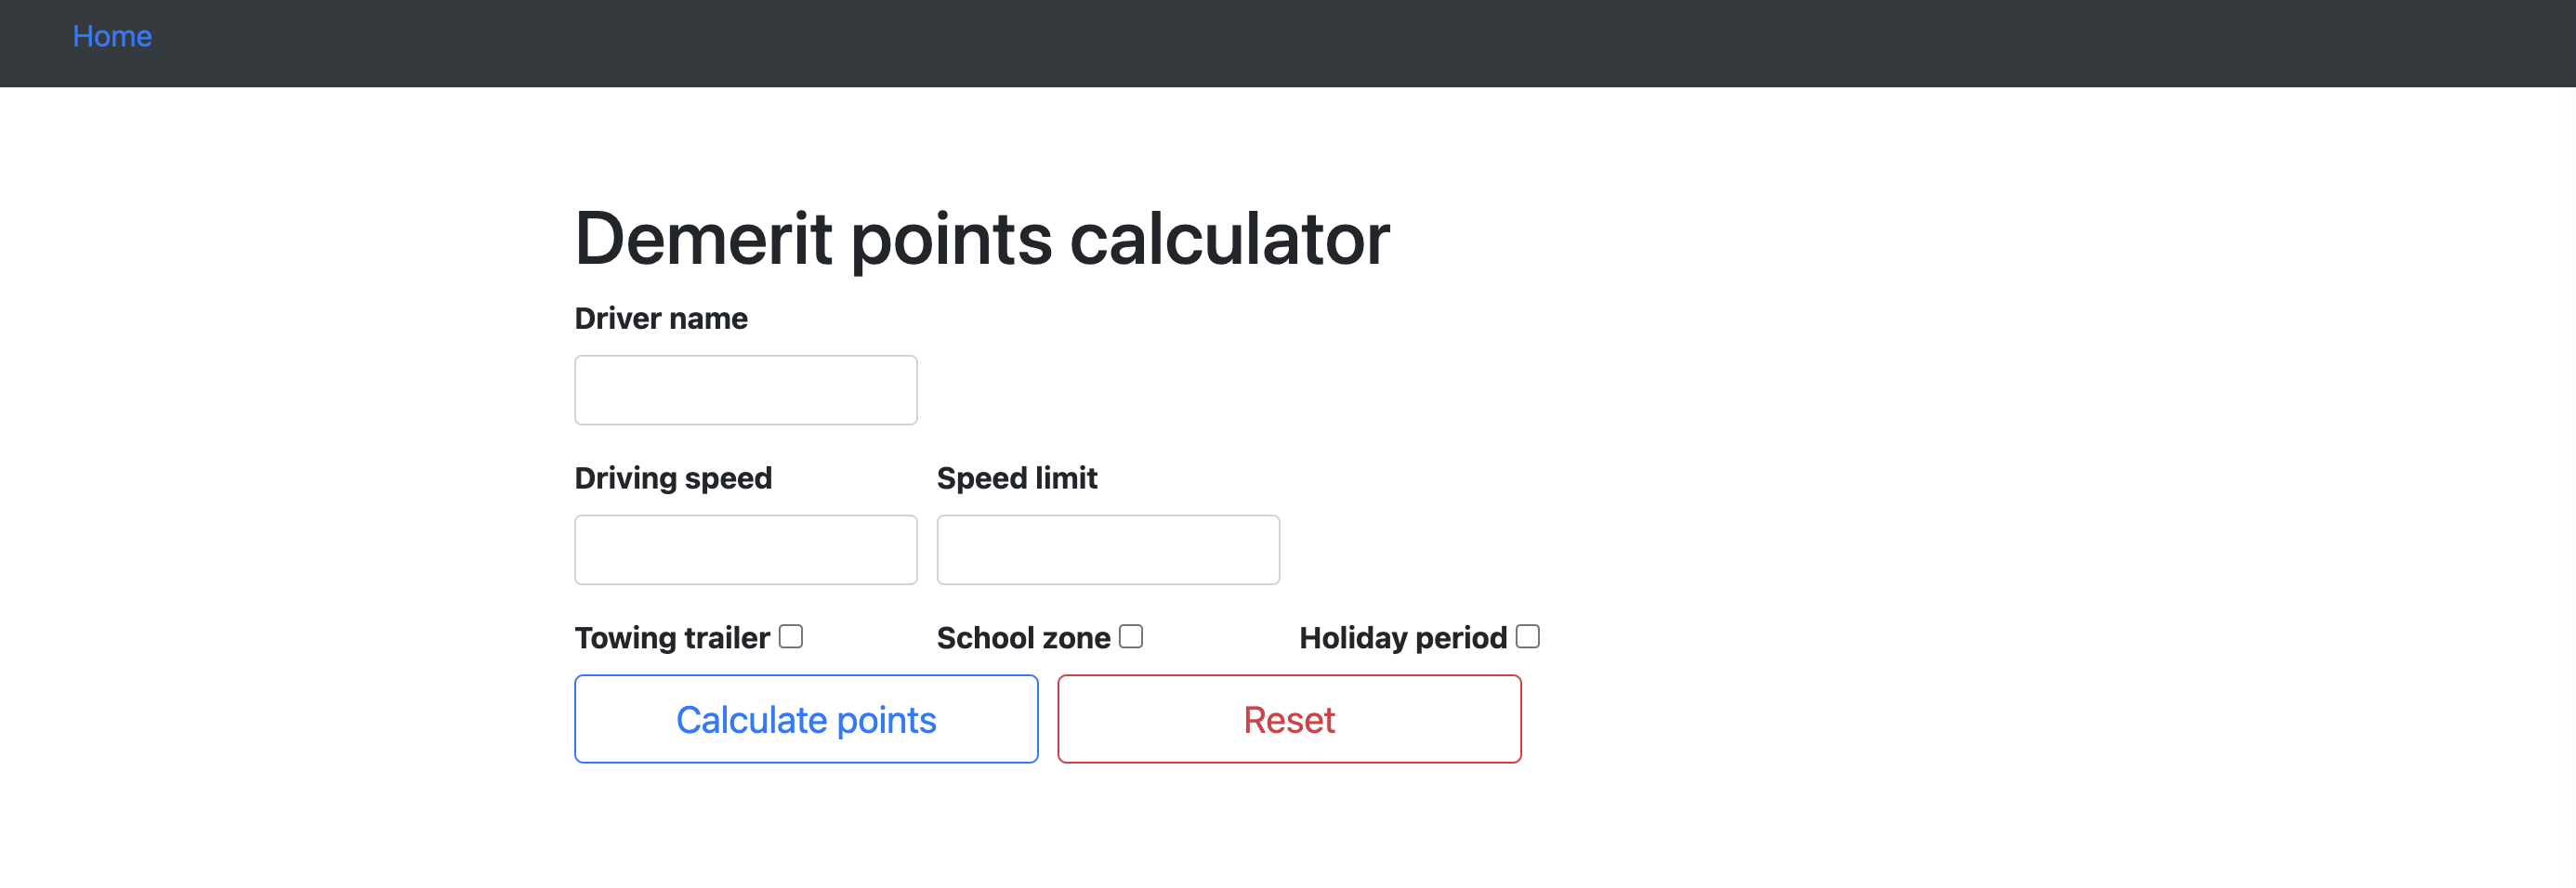 Home
Demerit points calculator
Driver name
Driving speed Speed limit
Towing trailer School zone Holiday period
Calculate points Reset